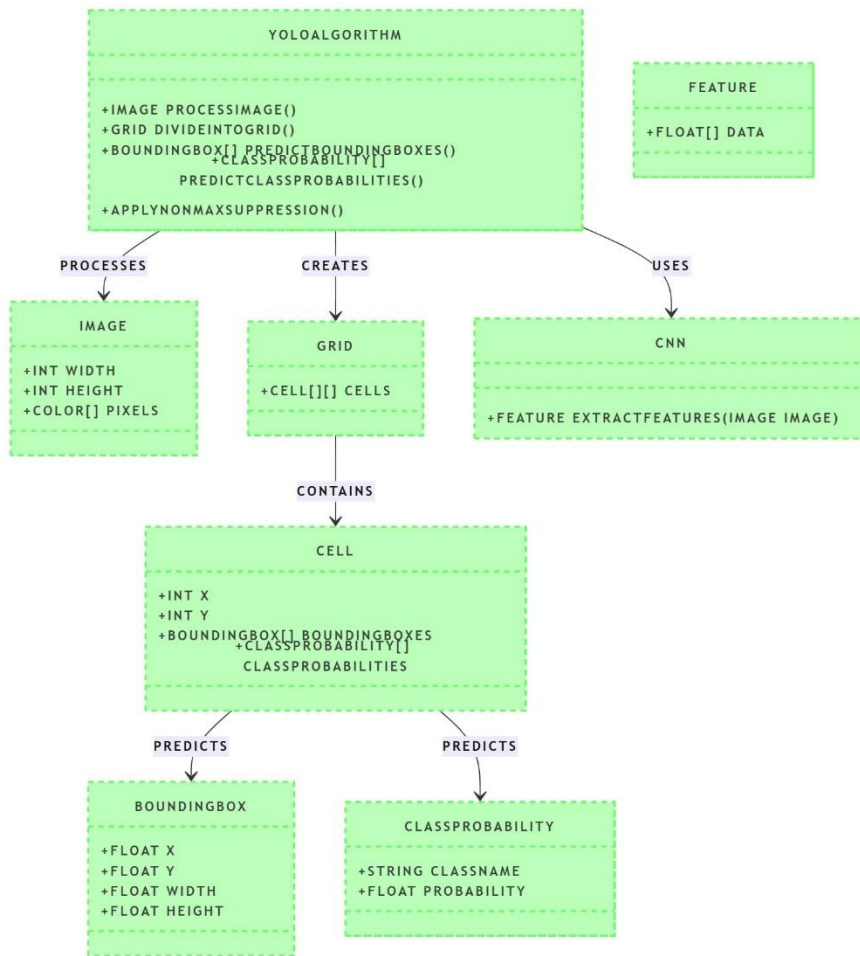 YOLOALGORITHM
+IMAGE PROCESSIMAGE()
+GRID DIVIDEINTOGRID()
+BOUNDINGBOX[] PREDICTBOUNDINGBOXES()
+CLASSPROBABILITY[]
PREDICTCLASSPROBABILITIES()
+APPLYNONMAXSUPPRESSION()
FEATURE
+FLOAT[] DATA
PROCESSES
CREATES
USES
IMAGE
+INT WIDTH
+INT HEIGHT
+COLOR[] PIXELS
GRID
+CELL[][] CELLS
CNN
+FEATURE EXTRACTFEATURES(IMAGE IMAGE)
CONTAINS
CELL
+INT X
+INT Y
+BOUNDINGBOX[] BOUNDINGBOXES
+CLASSPROBABILITY[]
CLASSPROBABILITIES
PREDICTS
PREDICTS
BOUNDINGBOX
+FLOAT X
+FLOAT Y
+FLOAT WIDTH
+FLOAT HEIGHT
CLASSPROBABILITY
+STRING CLASSNAME
+FLOAT PROBABILITY